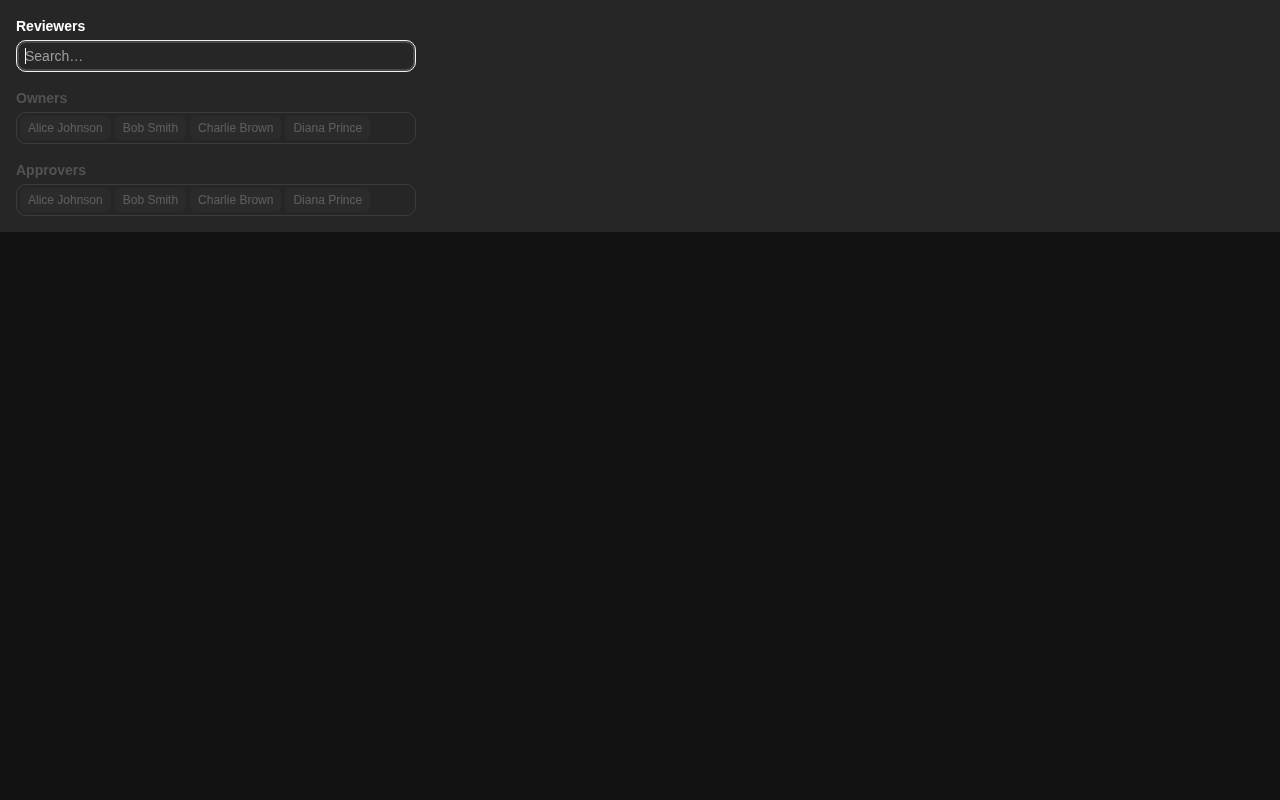 Reviewers
Search…
Owners
Alice Johnson Bob Smith Charlie Brown Diana Prince
Approvers
Alice Johnson Bob Smith Charlie Brown Diana Prince